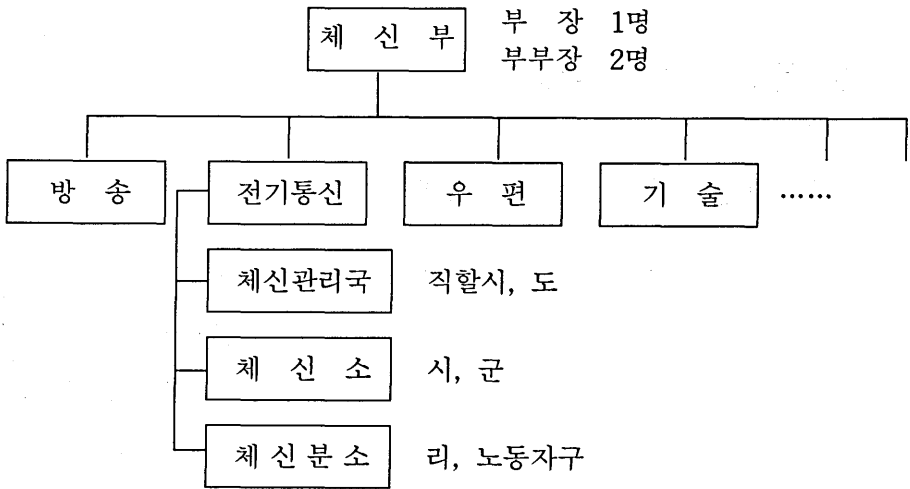 체 신 부
부 장 1명
부부장 2명
방 송
전기통신
우 편
기 술
……
체신관리국
직할시, 도
체 신 소
시, 군
체 신 분 소
리, 노동자구